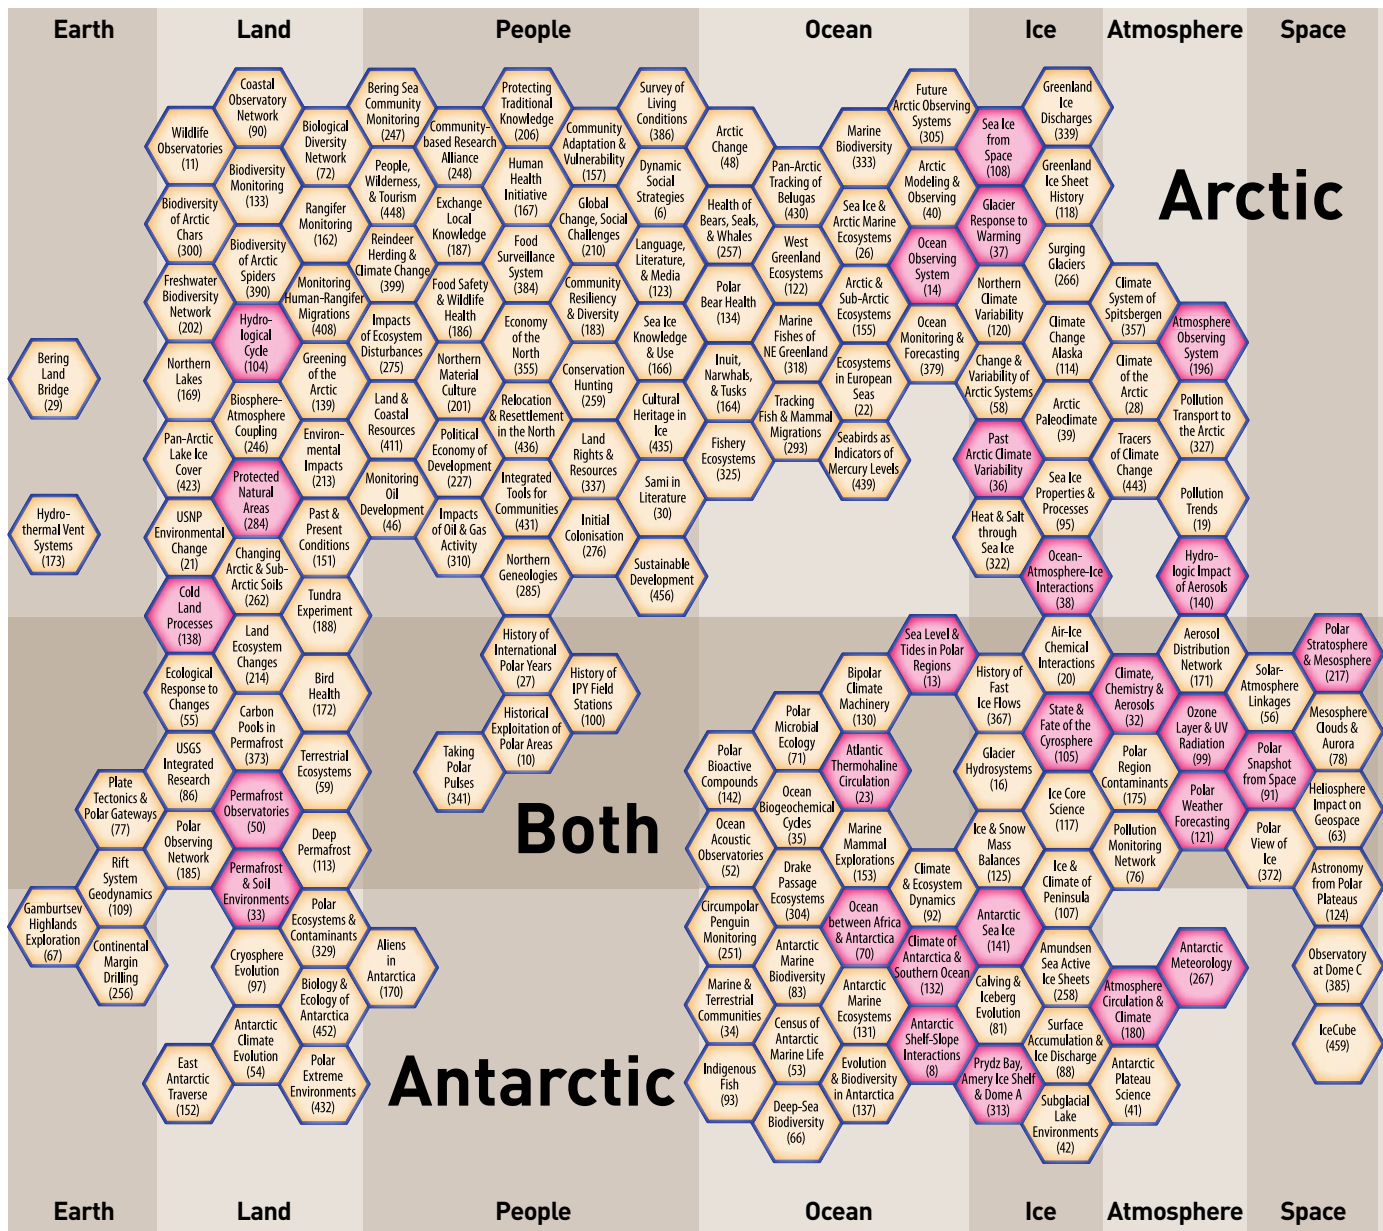 Earth
Land
People
Ocean
Ice
Atmosphere
Space
Arctic
Both
Antarctic
Bering
Land
Bridge
(29)
Hydro-
thermal Vent
Systems
(173)
Plate
Tectonics &
Polar Gateways
(77)
Rift
System
Geodynamics
(109)
Gamburtsev
Highlands
Exploration
(67)
Continental
Margin
Drilling
(256)
Wildlife
Observatories
(11)
Biodiversity
of Arctic
Chars
(300)
Freshwater
Biodiversity
Network
(202)
Northern
Lakes
(169)
Pan-Arctic
Lake Ice
Cover
(423)
USNP
Environmental
Change
(21)
Cold
Land
Processes
(138)
Ecological
Response to
Changes
(55)
USGS
Integrated
Research
(86)
Polar
Observing
Network
(185)
East
Antarctic
Traverse
(152)
Coastal
Observatory
Network
(90)
Biodiversity
Monitoring
(133)
Biodiversity
of Arctic
Spiders
(390)
Hydro-
logical
Cycle
(104)
Biosphere-
Atmosphere
Coupling
(246)
Protected
Natural
Areas
(284)
Changing
Arctic & Sub-
Arctic Soils
(262)
Land
Ecosystem
Changes
(214)
Carbon
Pools in
Permafrost
(373)
Permafrost
Observatories
(50)
Permafrost
& Soil
Environments
(33)
Cryosphere
Evolution
(97)
Antarctic
Climate
Evolution
(54)
Biological
Diversity
Network
(72)
Rangifer
Monitoring
(162)
Monitoring
Human-Rangifer
Migrations
(408)
Greening
of the
Arctic
(139)
Environ-
mental
Impacts
(213)
Past &
Present
Conditions
(151)
Tundra
Experiment
(188)
Bird
Health
(172)
Terrestrial
Ecosystems
(59)
Deep
Permafrost
(113)
Polar
Ecosystems &
Contaminants
(329)
Biology &
Ecology of
Antarctica
(452)
Polar
Extreme
Environments
(432)
Bering Sea
Community
Monitoring
(247)
People,
Wilderness,
& Tourism
(448)
Reindeer
Herding &
Climate Change
(399)
Impacts
of Ecosystem
Disturbances
(275)
Land &
Coastal
Resources
(411)
Monitoring
Oil
Development
(46)
Aliens
in
Antarctica
(170)
Community-
based Research
Alliance
(248)
Exchange
Local
Knowledge
(187)
Food Safety
& Wildlife
Health
(186)
Northern
Material
Culture
(201)
Political
Economy of
Development
(227)
Impacts
of Oil & Gas
Activity
(310)
Taking
Polar
Pulses
(341)
Protecting
Traditional
Knowledge
(206)
Human
Health
Initiative
(167)
Food
Surveillance
System
(384)
Economy
of the
North
(355)
Relocation
& Resettlement
in the North
(436)
Integrated
Tools for
Communities
(431)
Northern
Geneologies
(285)
History of
International
Polar Years
(27)
Historical
Exploitation of
Polar Areas
(10)
Community
Adaptation &
Vulnerability
(157)
Global
Change, Social
Challenges
(210)
Community
Resiliency
& Diversity
(183)
Conservation
Hunting
(259)
Land
Rights &
Resources
(337)
Initial
Colonisation
(276)
History of
IPY Field
Stations
(100)
Survey of
Living
Conditions
(386)
Dynamic
Social
Strategies
(6)
Language,
Literature,
& Media
(123)
Sea Ice
Knowledge
& Use
(166)
Cultural
Heritage in
Ice
(435)
Sami in
Literature
(30)
Sustainable
Development
(456)
Arctic
Change
(48)
Health of
Bears, Seals,
& Whales
(257)
Polar
Bear Health
(134)
Inuit,
Narwhals,
& Tusks
(164)
Fishery
Ecosystems
(325)
Polar
Bioactive
Compounds
(142)
Ocean
Acoustic
Observatories
(52)
Circumpolar
Penguin
Monitoring
(251)
Marine &
Terrestrial
Communities
(34)
Indigenous
Fish
(93)
Pan-Arctic
Tracking of
Belugas
(430)
West
Greenland
Ecosystems
(122)
Marine
Fishes of
NE Greenland
(318)
Tracking
Fish & Mammal
Migrations
(293)
Polar
Microbial
Ecology
(71)
Ocean
Biogeochemical
Cycles
(35)
Drake
Passage
Ecosystems
(304)
Antarctic
Marine
Biodiversity
(83)
Census of
Antarctic
Marine Life
(53)
Deep-Sea
Biodiversity
(66)
Marine
Biodiversity
(333)
Sea Ice &
Arctic Marine
Ecosystems
(26)
Arctic &
Sub-Arctic
Ecosystems
(155)
Ecosystems
in European
Seas
(22)
Seabirds as
Indicators of
Mercury Levels
(439)
Bipolar
Climate
Machinery
(130)
Atlantic
Thermohaline
Circulation
(23)
Marine
Mammal
Explorations
(153)
Ocean
between Africa
& Antarctica
(70)
Antarctic
Marine
Ecosystems
(131)
Evolution
& Biodiversity
in Antarctica
(137)
Future
Arctic Observing
Systems
(305)
Arctic
Modeling &
Observing
(40)
Ocean
Observing
System
(14)
Ocean
Monitoring &
Forecasting
(379)
Sea Level &
Tides in Polar
Regions
(13)
Climate
& Ecosystem
Dynamics
(92)
Climate of
Antarctica &
Southern Ocean
(132)
Antarctic
Shelf-Slope
Interactions
(8)
Sea Ice
from
Space
(108)
Glacier
Response to
Warming
(37)
Northern
Climate
Variability
(120)
Change &
Variability of
Arctic Systems
(58)
Past
Arctic Climate
Variability
(36)
Heat & Salt
through
Sea Ice
(322)
History of
Fast
Ice Flows
(367)
Glacier
Hydrosystems
(16)
Ice & Snow
Mass
Balances
(125)
Antarctic
Sea Ice
(141)
Calving &
Iceberg
Evolution
(81)
Prydz Bay,
Amery Ice Shelf
& Dome A
(313)
Greenland
Ice
Discharges
(339)
Greenland
Ice Sheet
History
(118)
Surging
Glaciers
(266)
Climate
Change
Alaska
(114)
Arctic
Paleoclimate
(39)
Sea Ice
Properties &
Processes
(95)
Ocean-
Atmosphere-Ice
Interactions
(38)
Air-Ice
Chemical
Interactions
(20)
State &
Fate of the
Cyrosphere
(105)
Ice Core
Science
(117)
Ice &
Climate of
Peninsula
(107)
Amundsen
Sea Active
Ice Sheets
(258)
Surface
Accumulation &
Ice Discharge
(88)
Subglacial
Lake
Environments
(42)
Climate
System of
Spitsbergen
(357)
Climate
of the
Arctic
(28)
Tracers
of Climate
Change
(443)
Climate,
Chemistry &
Aerosols
(32)
Polar
Region
Contaminants
(175)
Pollution
Monitoring
Network
(76)
Atmosphere
Circulation &
Climate
(180)
Antarctic
Plateau
Science
(41)
Atmosphere
Observing
System
(196)
Pollution
Transport to
the Arctic
(327)
Pollution
Trends
(19)
Hydro-
logic Impact
of Aerosols
(140)
Aerosol
Distribution
Network
(171)
Ozone
Layer & UV
Radiation
(99)
Polar
Weather
Forecasting
(121)
Antarctic
Meteorology
(267)
Solar-
Atmosphere
Linkages
(56)
Polar
Snapshot
from Space
(91)
Polar
View of
Ice
(372)
Polar
Stratosphere
& Mesosphere
(217)
Mesosphere
Clouds &
Aurora
(78)
Heliosphere
Impact on
Geospace
(63)
Astronomy
from Polar
Plateaus
(124)
Observatory
at Dome C
(385)
IceCube
(459)
Earth
Land
People
Ocean
Ice
Atmosphere
Space